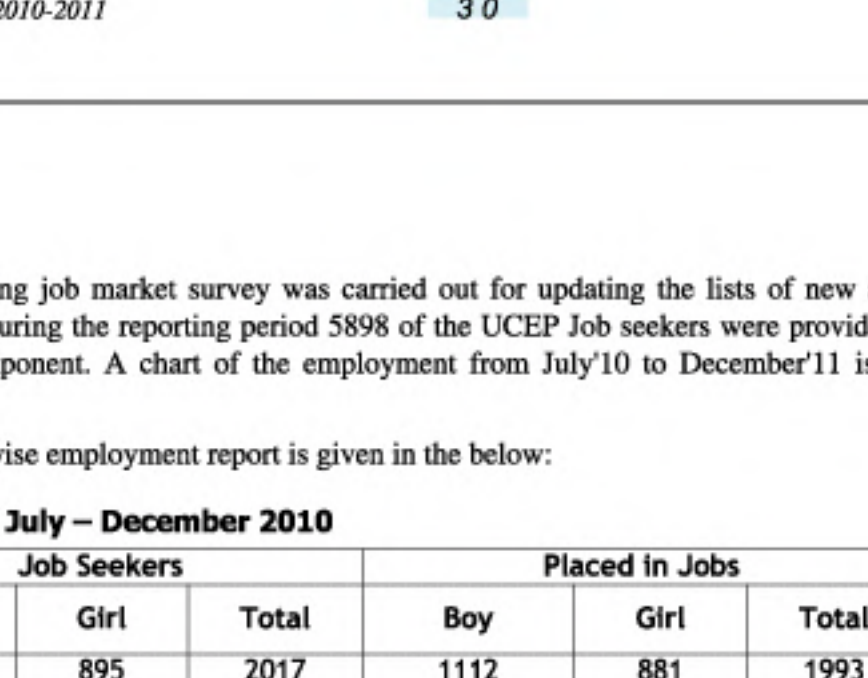 2010-2011 30
ng job market survey was carried out for updating the lists of new
uring the reporting period 5898 of the UCEP Job seekers were provid
ponent. A chart of the employment from July'10 to December'11 is
wise employment report is given in the below:
July – December 2010
Job Seekers Placed in Jobs
Girl Total Boy Girl Total
895 2017 1112 881 1993